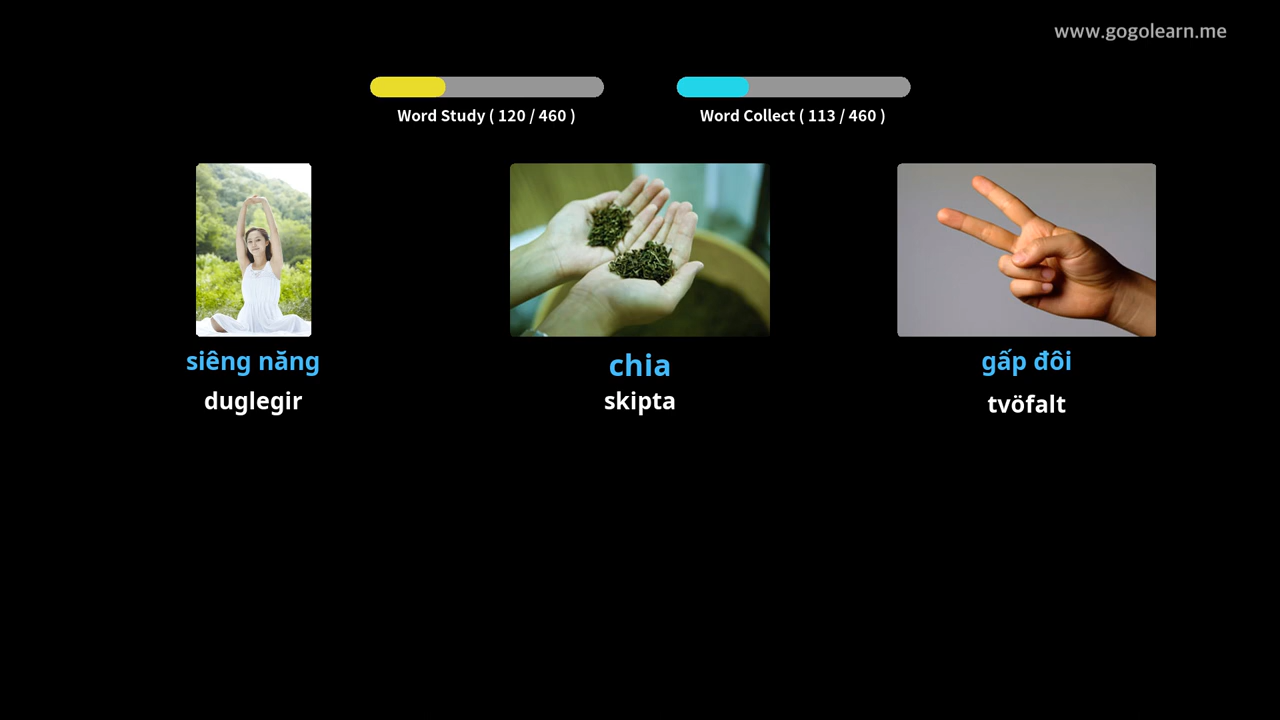 www.gogolearn.me
Word Study ( 120 / 460 )
Word Collect ( 113 / 460 )
siêng năng
duglegir
chia
skipta
gấp đôi
tvöfalt